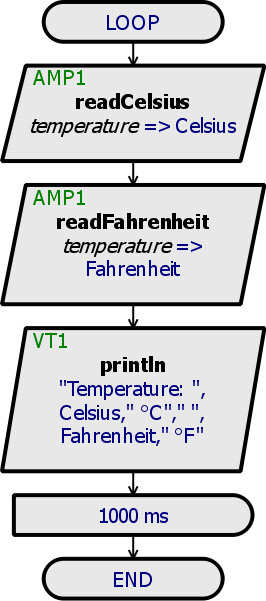 LOOP
AMP1
readCelsius
temperature => Celsius
AMP1
readFahrenheit
temperature =>
Fahrenheit
VT1
println
"Temperature: ",
Celsius," °C"," ",
Fahrenheit," °F"
1000 ms
END